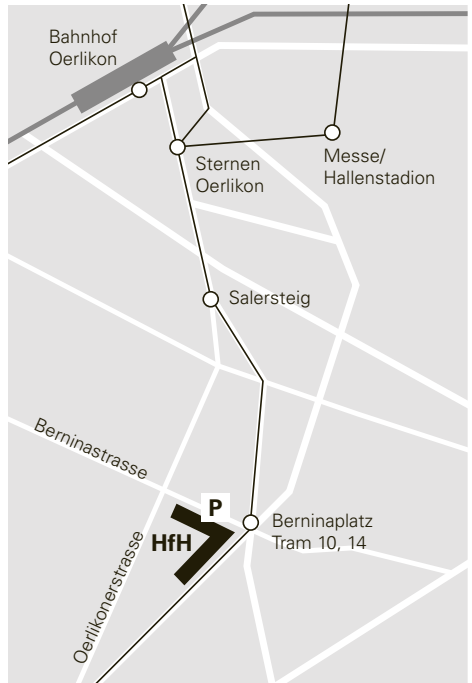 Bahnhof
Oerlikon
Sternen
Oerlikon
Messe/
Hallenstadion
Salersteig
Berninastrasse
P
HfH
Berninaplatz
Tram 10, 14
Oerlikonerstrasse